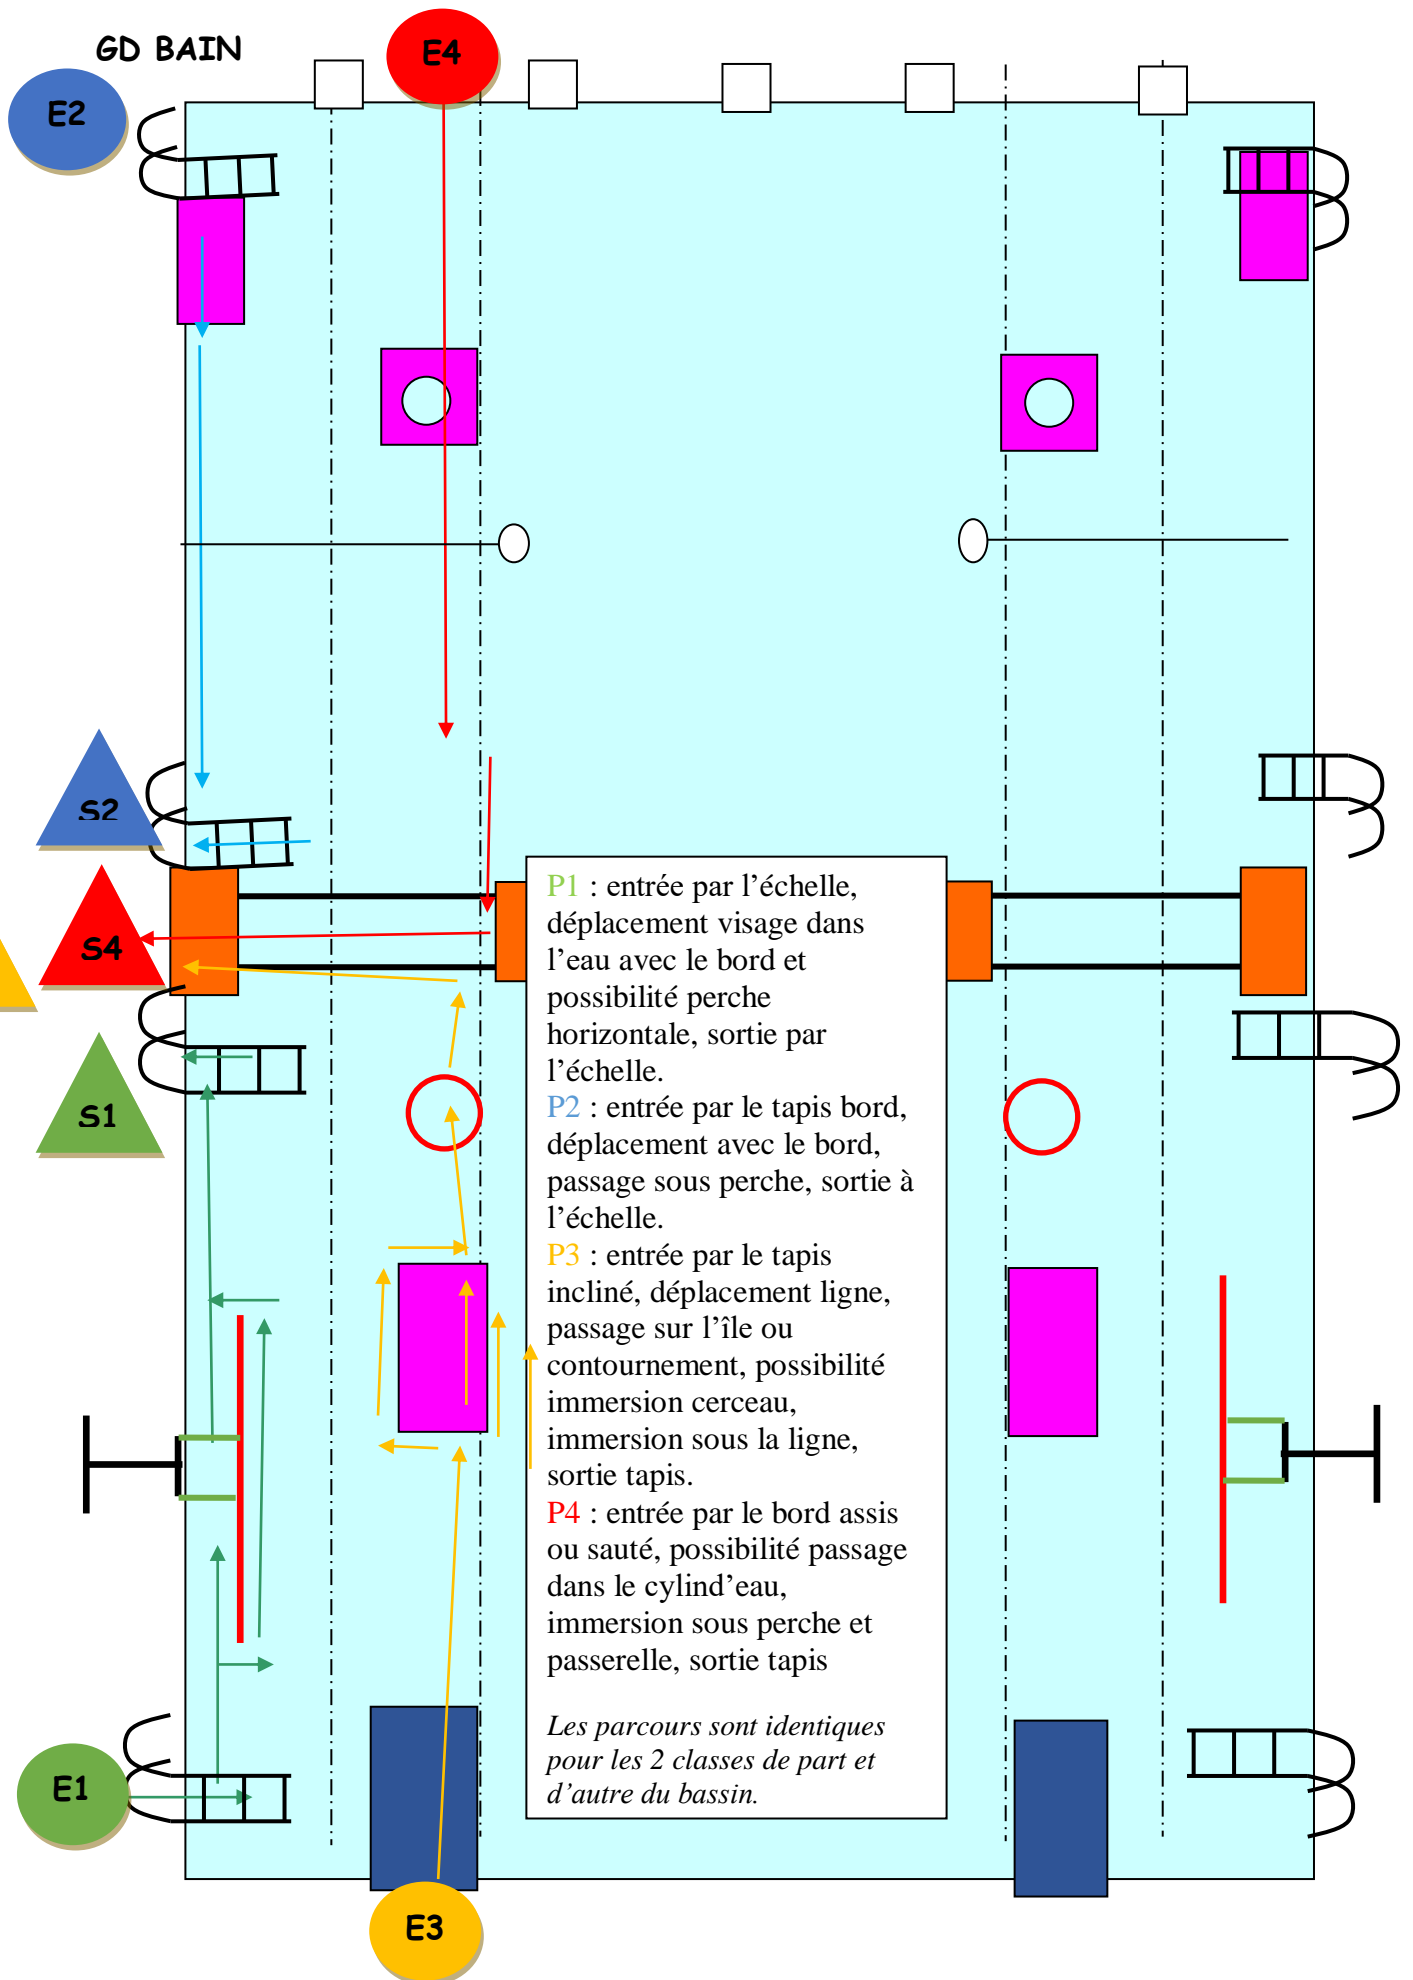 GD BAIN
E4
E2
S2
S4
S1
E1
E3
P1 : entrée par l’échelle,
déplacement visage dans
l’eau avec le bord et
possibilité perche
horizontale, sortie par
l’échelle.
P2 : entrée par le tapis bord,
déplacement avec le bord,
passage sous perche, sortie à
l’échelle.
P3 : entrée par le tapis
incliné, déplacement ligne,
passage sur l’île ou
contournement, possibilité
immersion cerceau,
immersion sous la ligne,
sortie tapis.
P4 : entrée par le bord assis
ou sauté, possibilité passage
dans le cylind’eau,
immersion sous perche et
passerelle, sortie tapis
Les parcours sont identiques
pour les 2 classes de part et
d’autre du bassin.